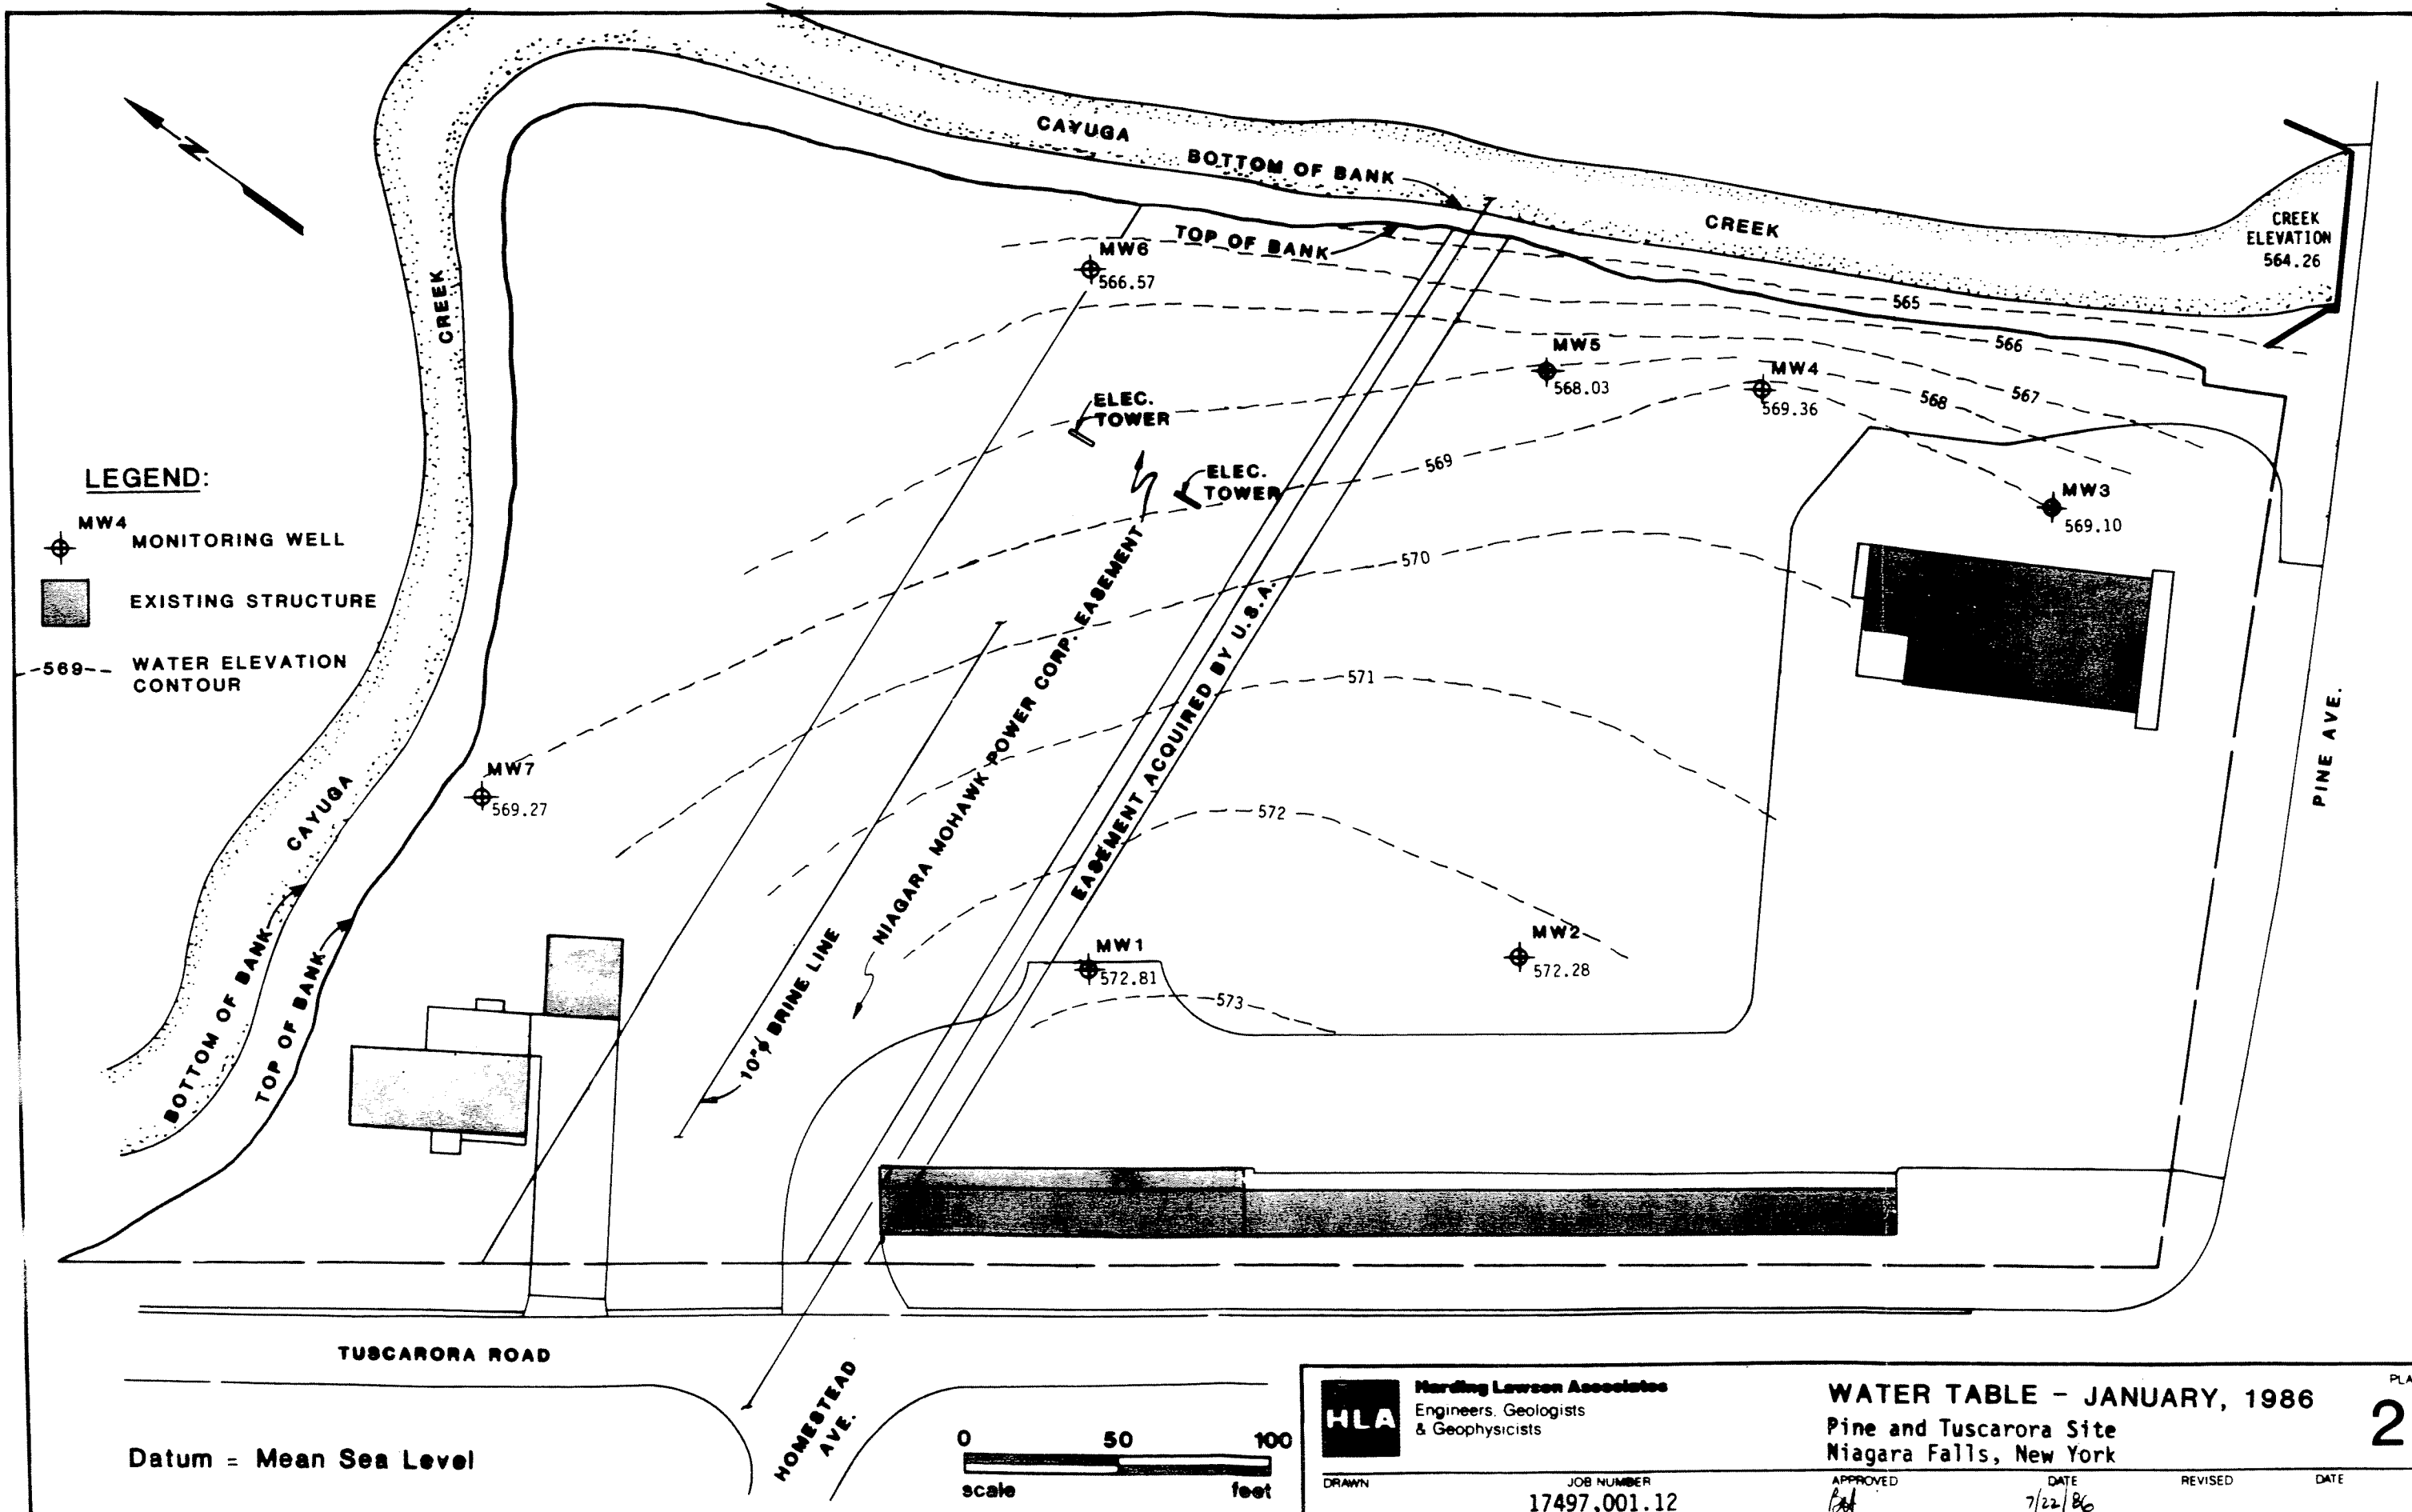 N
CAYUGA
BOTTOM OF BANK
CREEK
TOP OF BANK
CREEK
ELEVATION
564.26
565
566
567
568
MW6
566.57
MW5
568.03
MW4
569.36
MW3
569.10
CREEK
ELEC.
TOWER
ELEC.
TOWER
569
570
571
572
573
LEGEND:
MW4 MONITORING WELL
EXISTING STRUCTURE
-569-- WATER ELEVATION
CONTOUR
MW7
569.27
CAYUGA
BOTTOM OF BANK
TOP OF BANK
10"ø BRINE LINE
NIAGARA MOHAWK POWER CORP. EASEMENT
EASEMENT ACQUIRED BY U.S.A.
MW1
572.81
MW2
572.28
PINE AVE.
TUSCARORA ROAD
HOMESTEAD
AVE.
Datum = Mean Sea Level
0 50 100
scale feet
HLA
Harding Lawson Associates
Engineers, Geologists
& Geophysicists
WATER TABLE - JANUARY, 1986
Pine and Tuscarora Site
Niagara Falls, New York
PLA
2
DRAWN
JOB NUMBER
17497,001.12
APPROVED
DATE
7/22/86
REVISED
DATE